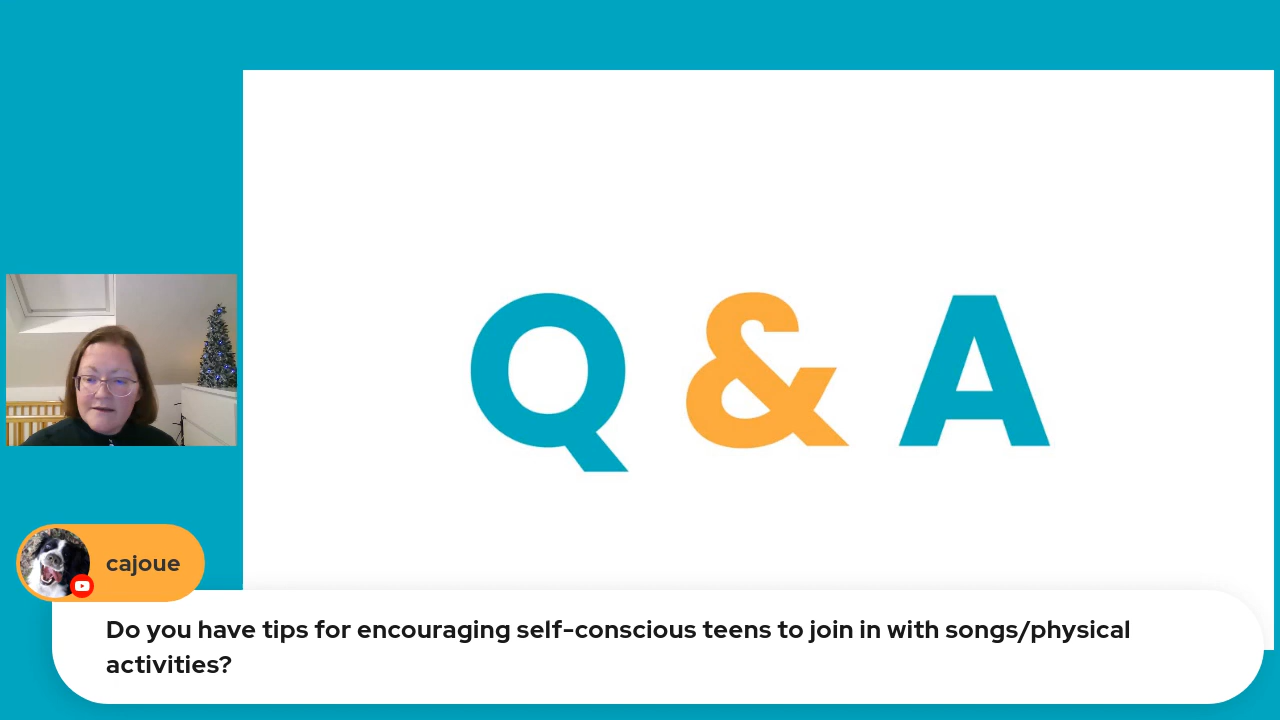 Q & A
cajoue
Do you have tips for encouraging self-conscious teens to join in with songs/physical
activities?